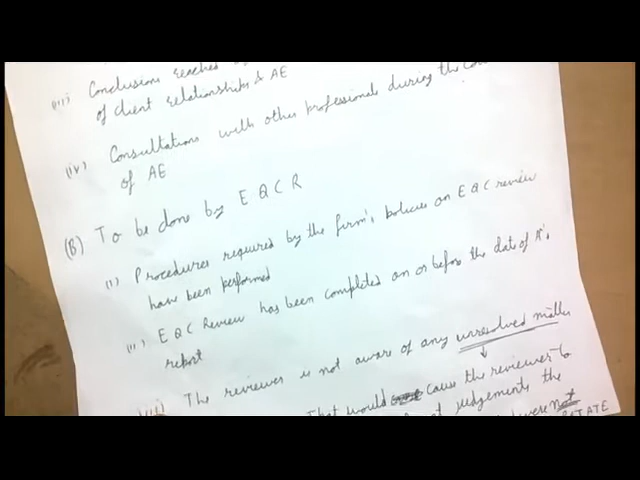 (iii) Conclusions reached
of client relationships & AE
(iv) Consultations with other professionals during the
of AE
(B) To be done by E Q C R
(i) Procedures required by the firm's policies on E Q C review
have been performed
(ii) E Q C Review has been completed on or before the date of A's
report
(iii) The reviewer is not aware of any unresolved matter
That would cause the reviewer to
judgements the
were not